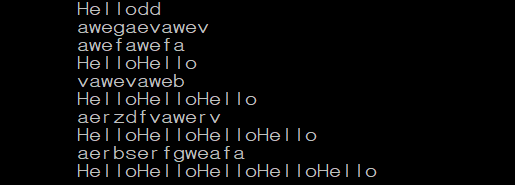 Hellodd
awegaevawev
awefawefa
HelloHello
vawevaweb
HelloHelloHello
aerzdfvawerv
HelloHelloHelloHello
aerbserfgweafa
HelloHelloHelloHelloHello